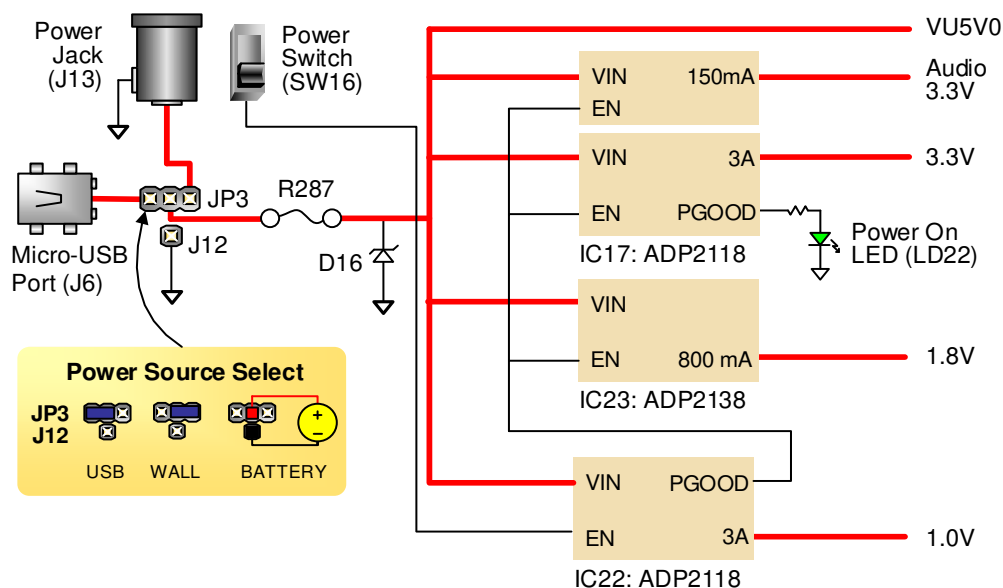 Power
Jack
(J13)
Power
Switch
(SW16)
VU5V0
VIN
150mA
EN
Audio
3.3V
VIN
3A
EN
PGOOD
IC17: ADP2118
3.3V
Power On
LED (LD22)
JP3
J12
R287
D16
Micro-USB
Port (J6)
VIN
EN
800 mA
IC23: ADP2138
1.8V
Power Source Select
JP3
J12
+
–
USB
WALL
BATTERY
VIN
PGOOD
EN
3A
IC22: ADP2118
1.0V